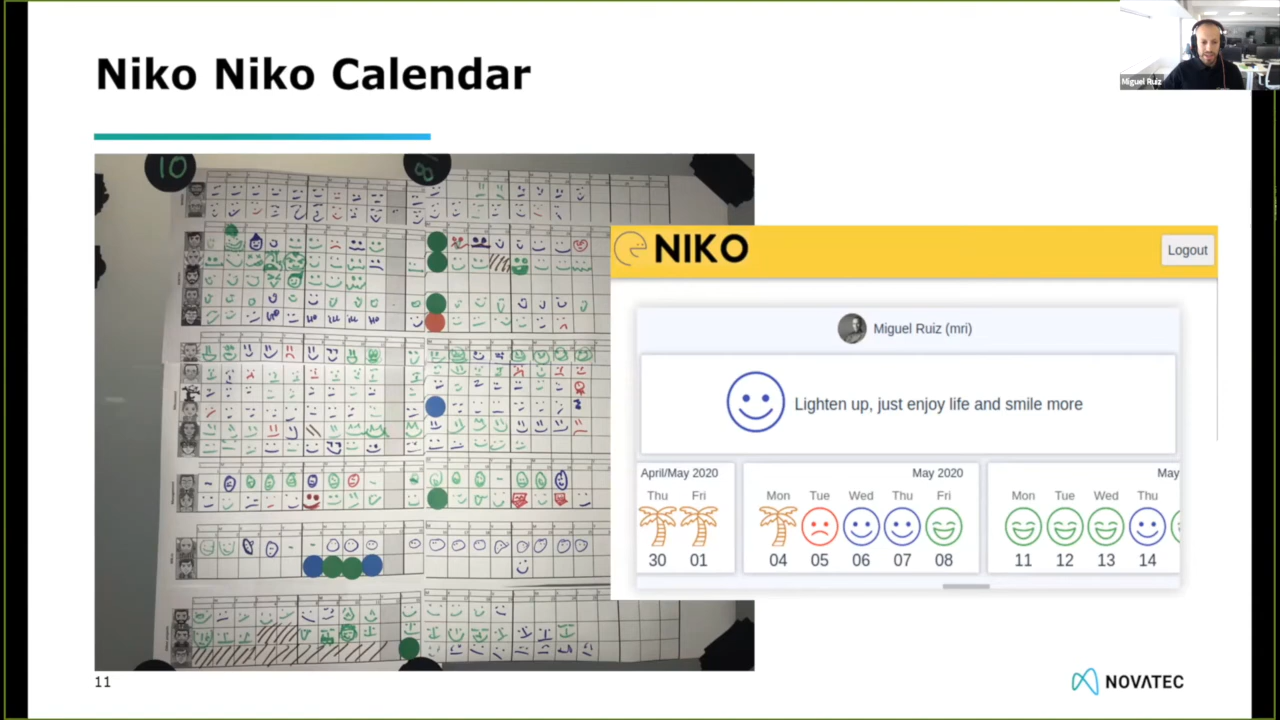 Niko Niko Calendar
Miguel Ruiz
10
8
NIKO
Logout
Miguel Ruiz (mri)
Lighten up, just enjoy life and smile more
April/May 2020
May 2020
May
Thu Fri
Mon Tue Wed Thu Fri
Mon Tue Wed Thu
30 01
04 05 06 07 08
11 12 13 14
11
NOVATEC